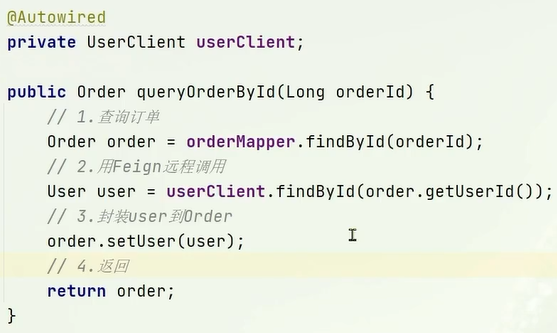 @Autowired
private UserClient userClient;

public Order queryOrderById(Long orderId) {
    // 1.查询订单
    Order order = orderMapper.findById(orderId);
    // 2.用Feign远程调用
    User user = userClient.findById(order.getUserId());
    // 3.封装user到Order
    order.setUser(user);
    // 4.返回
    return order;
}